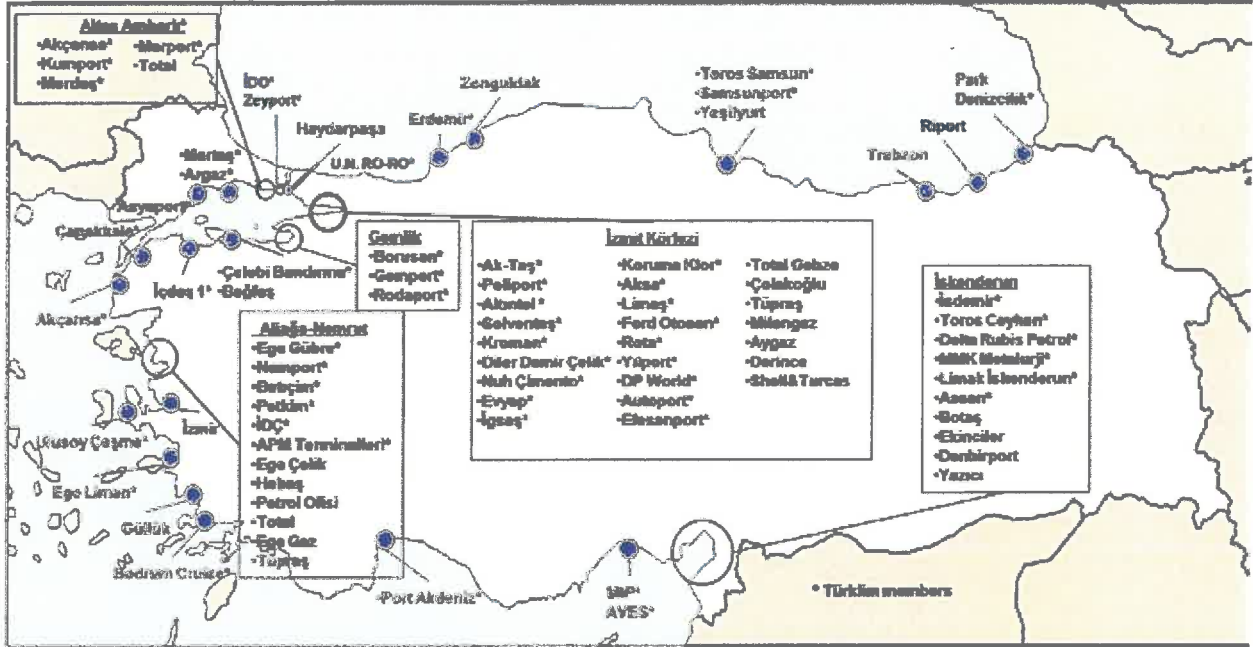 Altaş Ambarlı*
•Akçansa* •Marport*
•Kumport* •Total
•Mardaş*
İDO*
Zeyport*
Haydarpaşa
U.N. RO-RO*
Erdemir*
Zonguldak
•Toros Samsun*
•Samsunport*
•Yeşilyurt
Park
Denizcilik*
Riport
Trabzon
•Martaş*
•Argaz*
Asyaport*
Çanakkale*
İçdaş 1*
•Çelebi Bandırma*
•Bağfaş
Akçansa*
Gemlik
•Borusan*
•Gemport*
•Rodaport*
İzmit Körfezi
•Ak-Taş* •Koruma Klor* •Total Gebze
•Poliport* •Aksa* •Çolakoğlu
•Altıntel * •Limaş* •Tüpraş
•Solventaş* •Ford Otosan* •Milangaz
•Kroman* •Rota* •Aygaz
•Diler Demir Çelik* •Yılport* •Derince
•Nuh Çimento* •DP World* •Shell&Turcas
•Evyap* •Autoport*
•İgsaş* •Efesanport*
İskenderun
•İsdemir*
•Toros Ceyhan*
•Delta Rubis Petrol*
•MMK Metalurji*
•Limak İskenderun*
•Assan*
•Botaş
•Ekinciler
•Denbirport
•Yazıcı
Aliağa-Nemrut
•Ege Gübre*
•Nemport*
•Batıçim*
•Petkim*
•İDÇ*
•APM Terminalleri*
•Ege Çelik
•Habaş
•Petrol Ofisi
•Total
•Ege Gaz
•Tüpraş
İzmir
Ulusoy Çeşme*
Ege Liman*
Güllük
Bodrum Cruise*
•Port Akdeniz*
MIP*
AVES*
* Türklim members